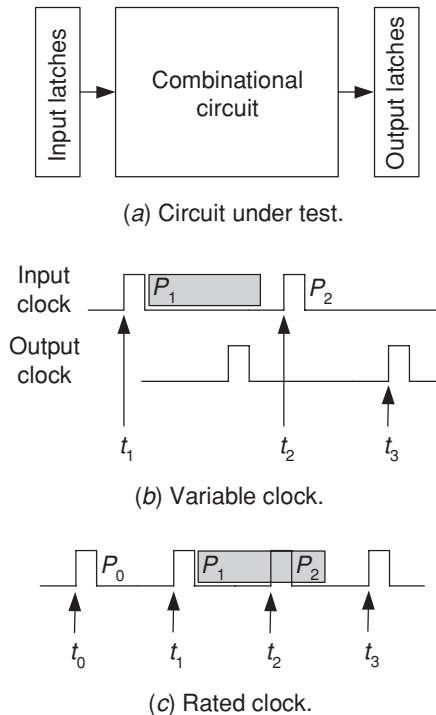 Input latches
Combinational
circuit
Output latches
(a) Circuit under test.
Input
clock
P1
P2
Output
clock
t1
t2
t3
(b) Variable clock.
P0
P1
P2
t0
t1
t2
t3
(c) Rated clock.